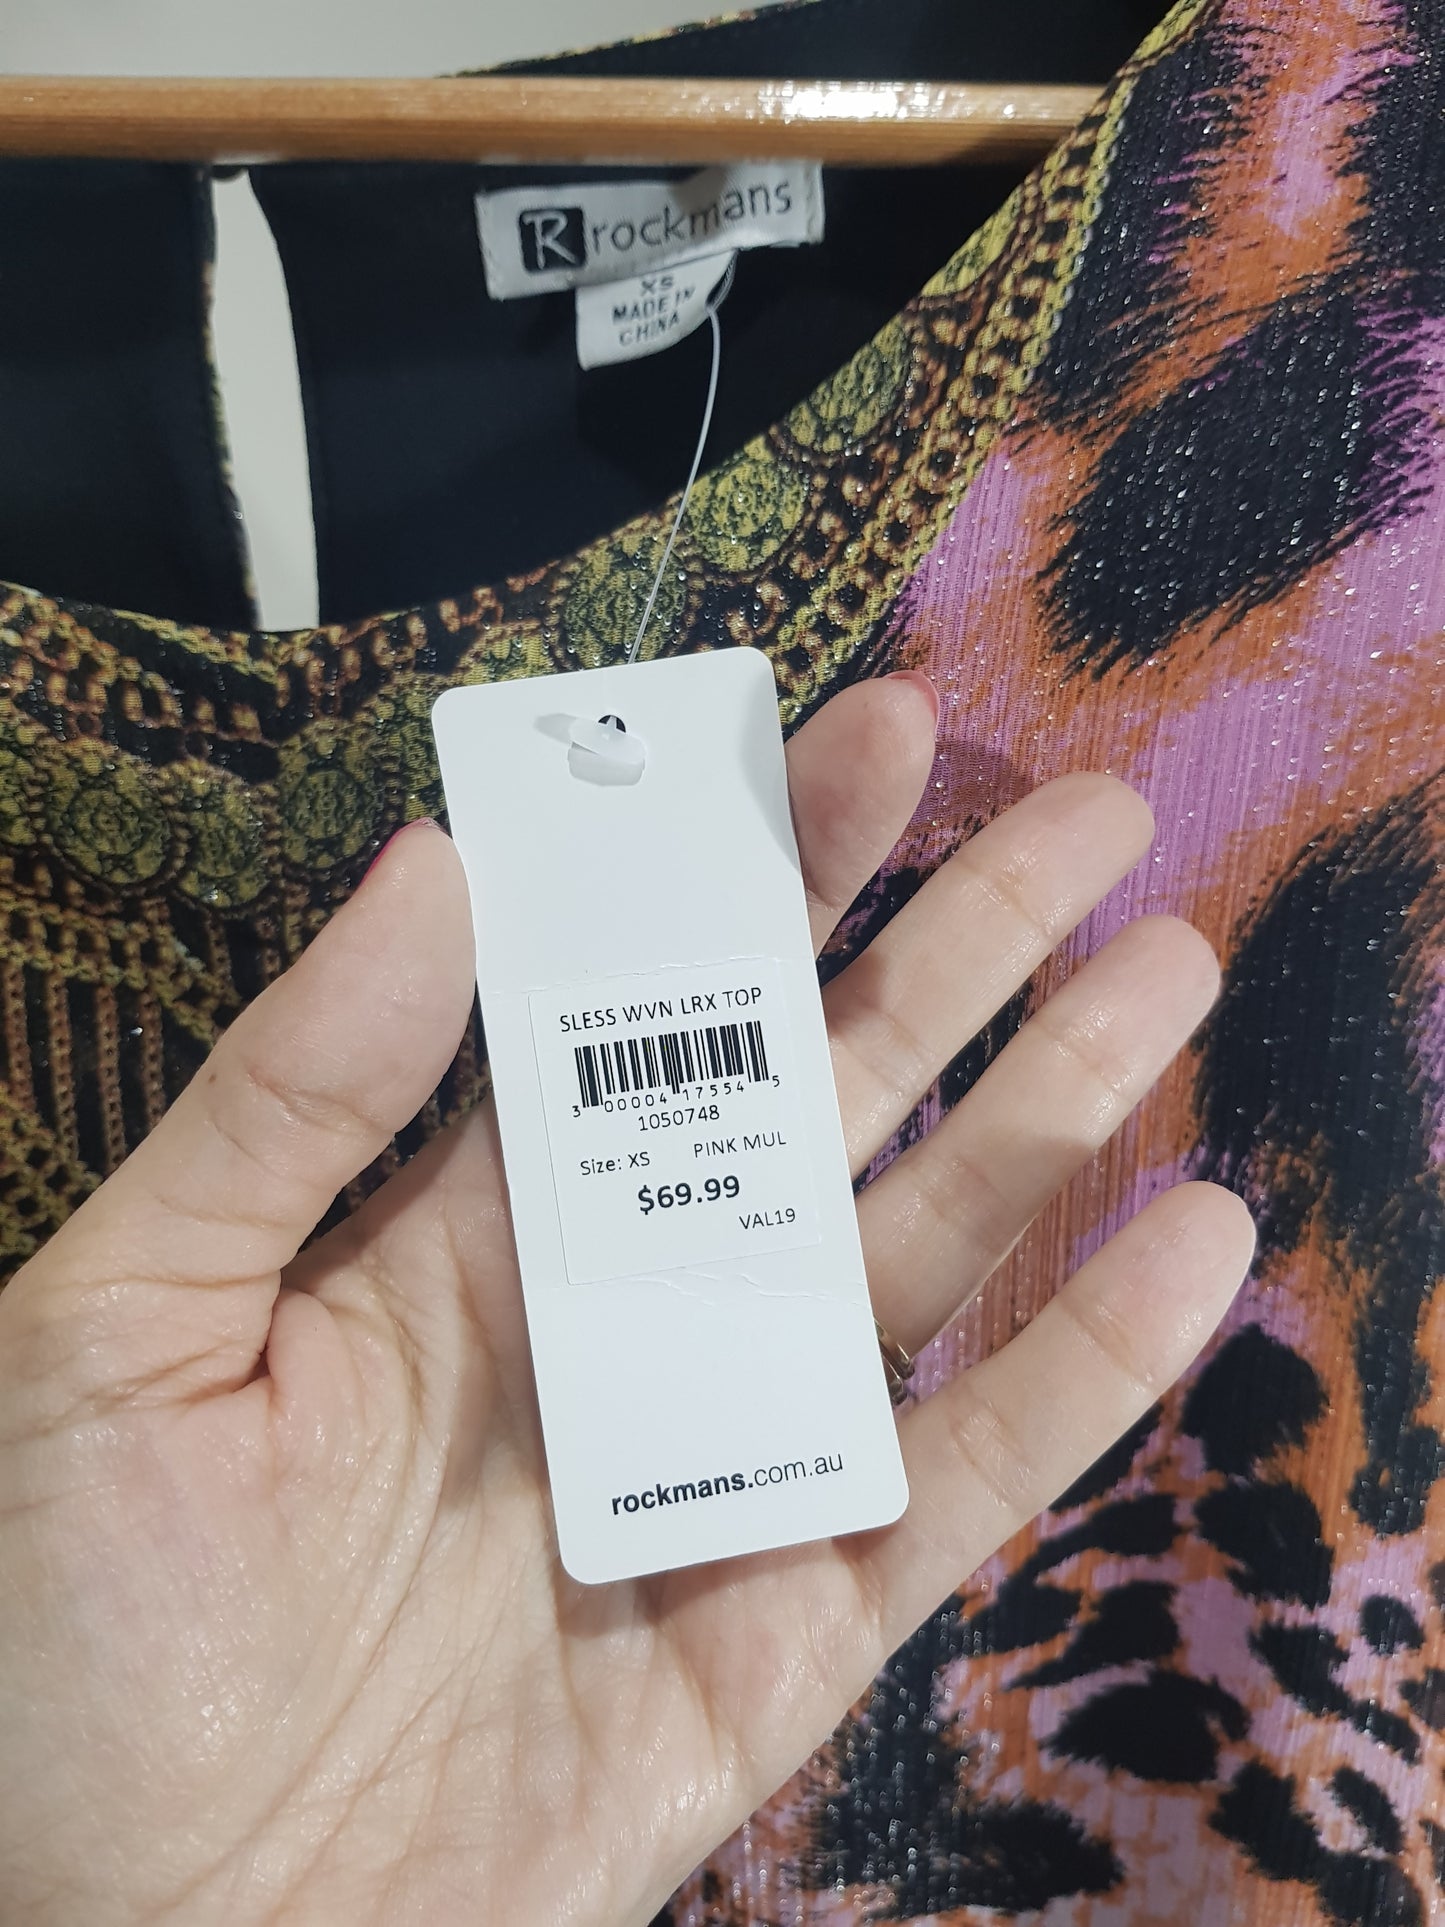 R rockmans
XS
MADE IN
CHINA
SLESS WVN LRX TOP
3 00004 17554 5
1050748
Size: XS PINK MUL
$69.99
VAL19
rockmans.com.au